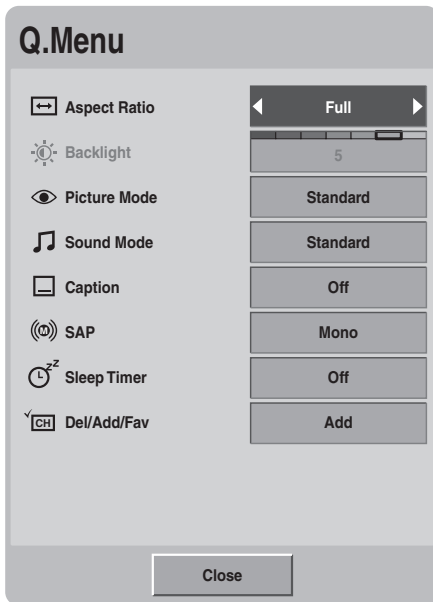 Q.Menu
Aspect Ratio Full
Backlight 5
Picture Mode Standard
Sound Mode Standard
Caption Off
(M) SAP Mono
zz Sleep Timer Off
CH Del/Add/Fav Add
Close